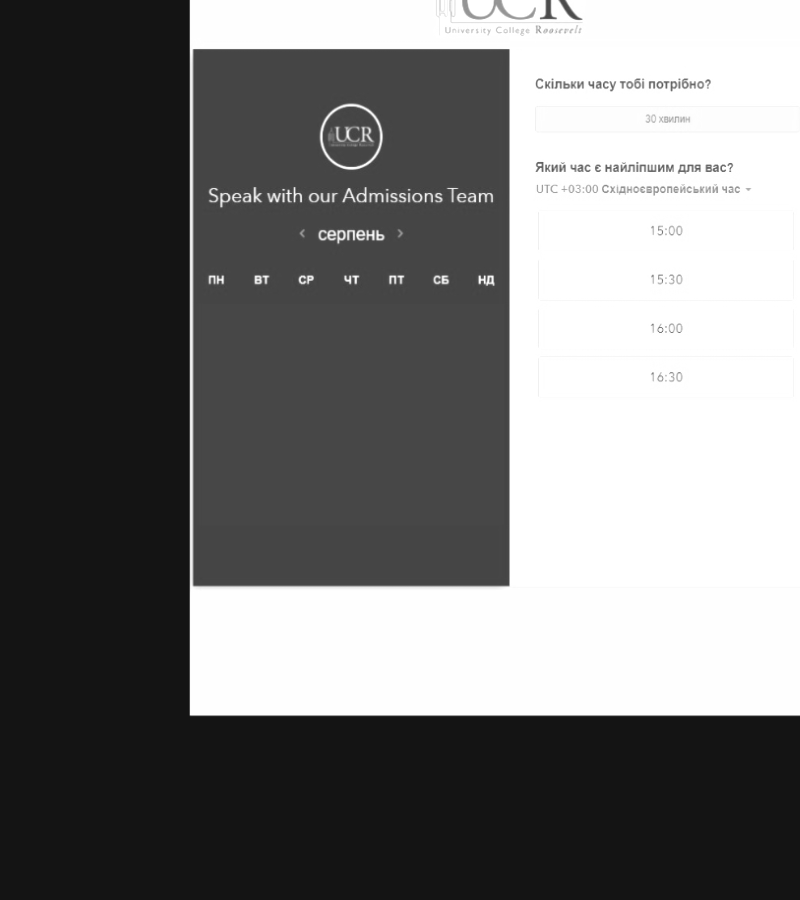 UCR
University College Roosevelt
UCR
Speak with our Admissions Team
‹ серпень ›
ПН ВТ СР ЧТ ПТ СБ НД
Скільки часу тобі потрібно?
30 хвилин
Який час є найліпшим для вас?
UTC +03:00 Східноєвропейський час
15:00
15:30
16:00
16:30